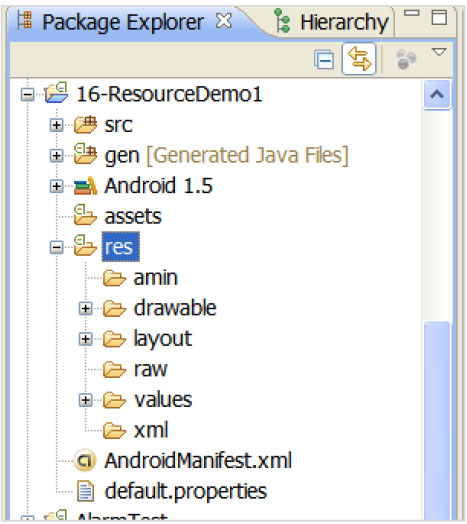 Package Explorer Hierarchy
16-ResourceDemo1
src
gen [Generated Java Files]
Android 1.5
assets
res
amin
drawable
layout
raw
values
xml
AndroidManifest.xml
default.properties
AlarmTest